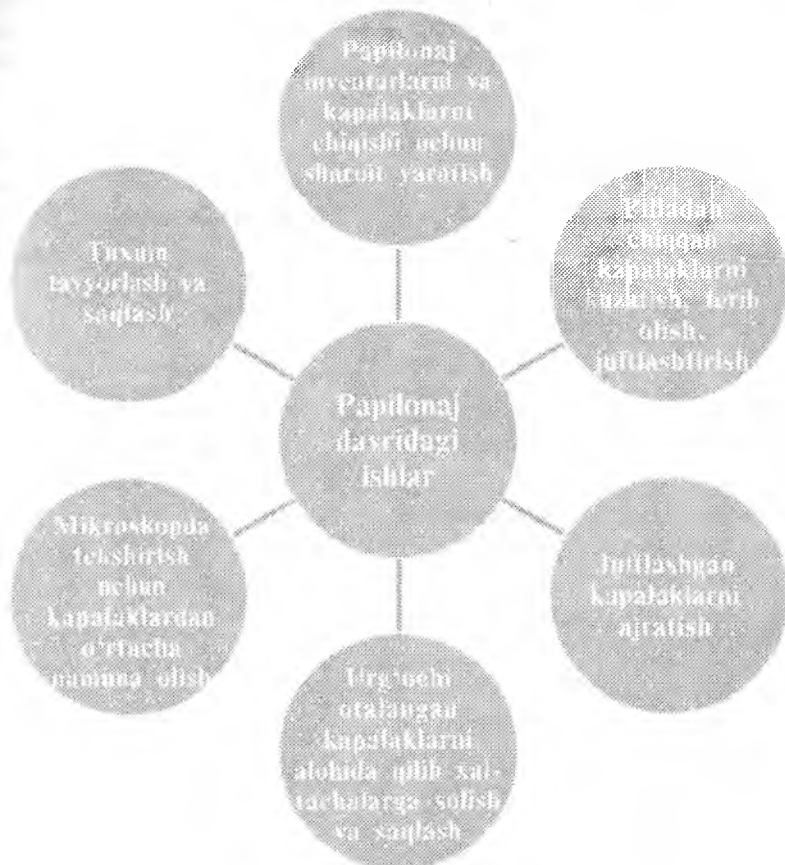 Papilonaj
inventarlarni va
kapalaklarni
chiqishi uchun
sharoit yaratish
Pilladan
chiqqan
kapalaklarni
kuzatish, terib
olish,
juftlashtirish
Juftlashgan
kapalaklarni
ajratish
Urg‘ochi
otalangan
kapalaklarni
alohida qilib xal-
tachalarga solish
va saqlash
Mikroskopda
tekshirish
uchun
kapalaklardan
o‘rtacha
namuna olish
Tuxum
tayyorlash va
saqlash
Papilonaj
davridagi
ishlar